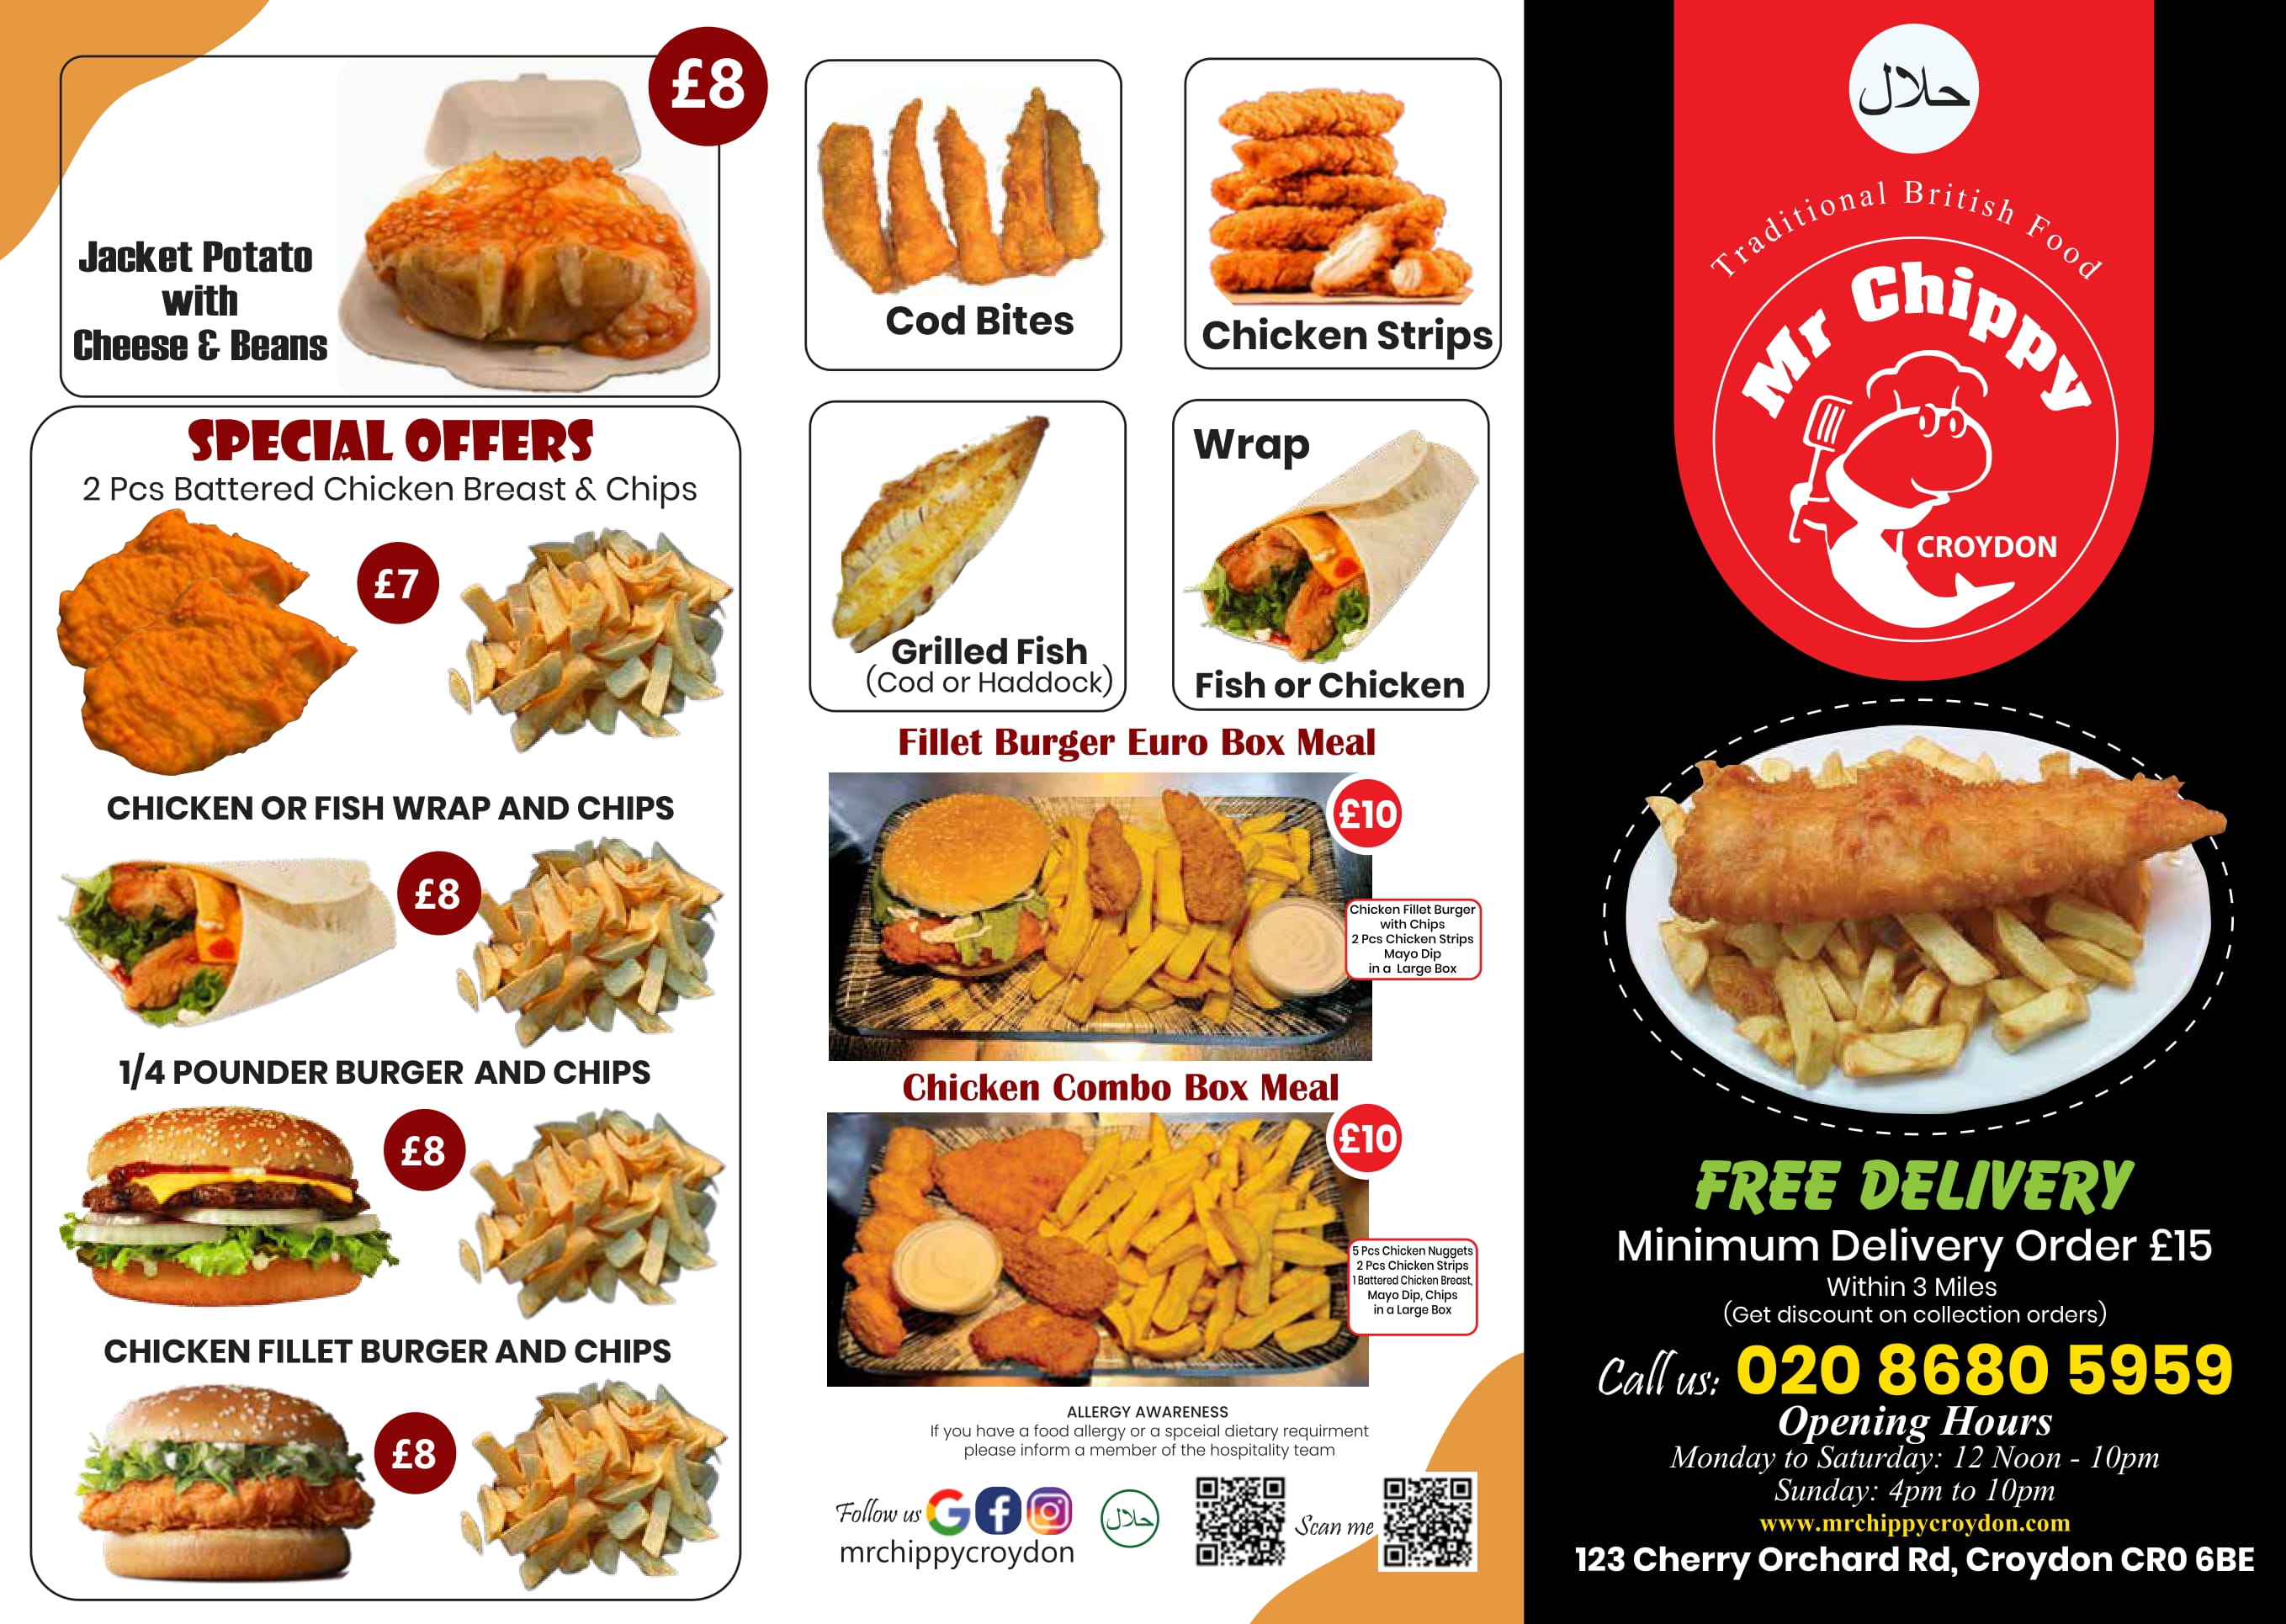 £8
Jacket Potato
with
Cheese & Beans
SPECIAL OFFERS
2 Pcs Battered Chicken Breast & Chips
£7
CHICKEN OR FISH WRAP AND CHIPS
£8
1/4 POUNDER BURGER AND CHIPS
£8
CHICKEN FILLET BURGER AND CHIPS
£8
Cod Bites
Chicken Strips
Grilled Fish
(Cod or Haddock)
Wrap
Fish or Chicken
Fillet Burger Euro Box Meal
£10
Chicken Fillet Burger
with Chips
2 Pcs Chicken Strips
Mayo Dip
in a Large Box
Chicken Combo Box Meal
£10
5 Pcs Chicken Nuggets
2 Pcs Chicken Strips
1 Battered Chicken Breast,
Mayo Dip, Chips
in a Large Box
ALLERGY AWARENESS
If you have a food allergy or a spceial dietary requirment
please inform a member of the hospitality team
Follow us
mrchippycroydon
حلال
Scan me
حلال
Traditional British Food
Mr Chippy
CROYDON
FREE DELIVERY
Minimum Delivery Order £15
Within 3 Miles
(Get discount on collection orders)
Call us: 020 8680 5959
Opening Hours
Monday to Saturday: 12 Noon - 10pm
Sunday: 4pm to 10pm
www.mrchippycroydon.com
123 Cherry Orchard Rd, Croydon CR0 6BE